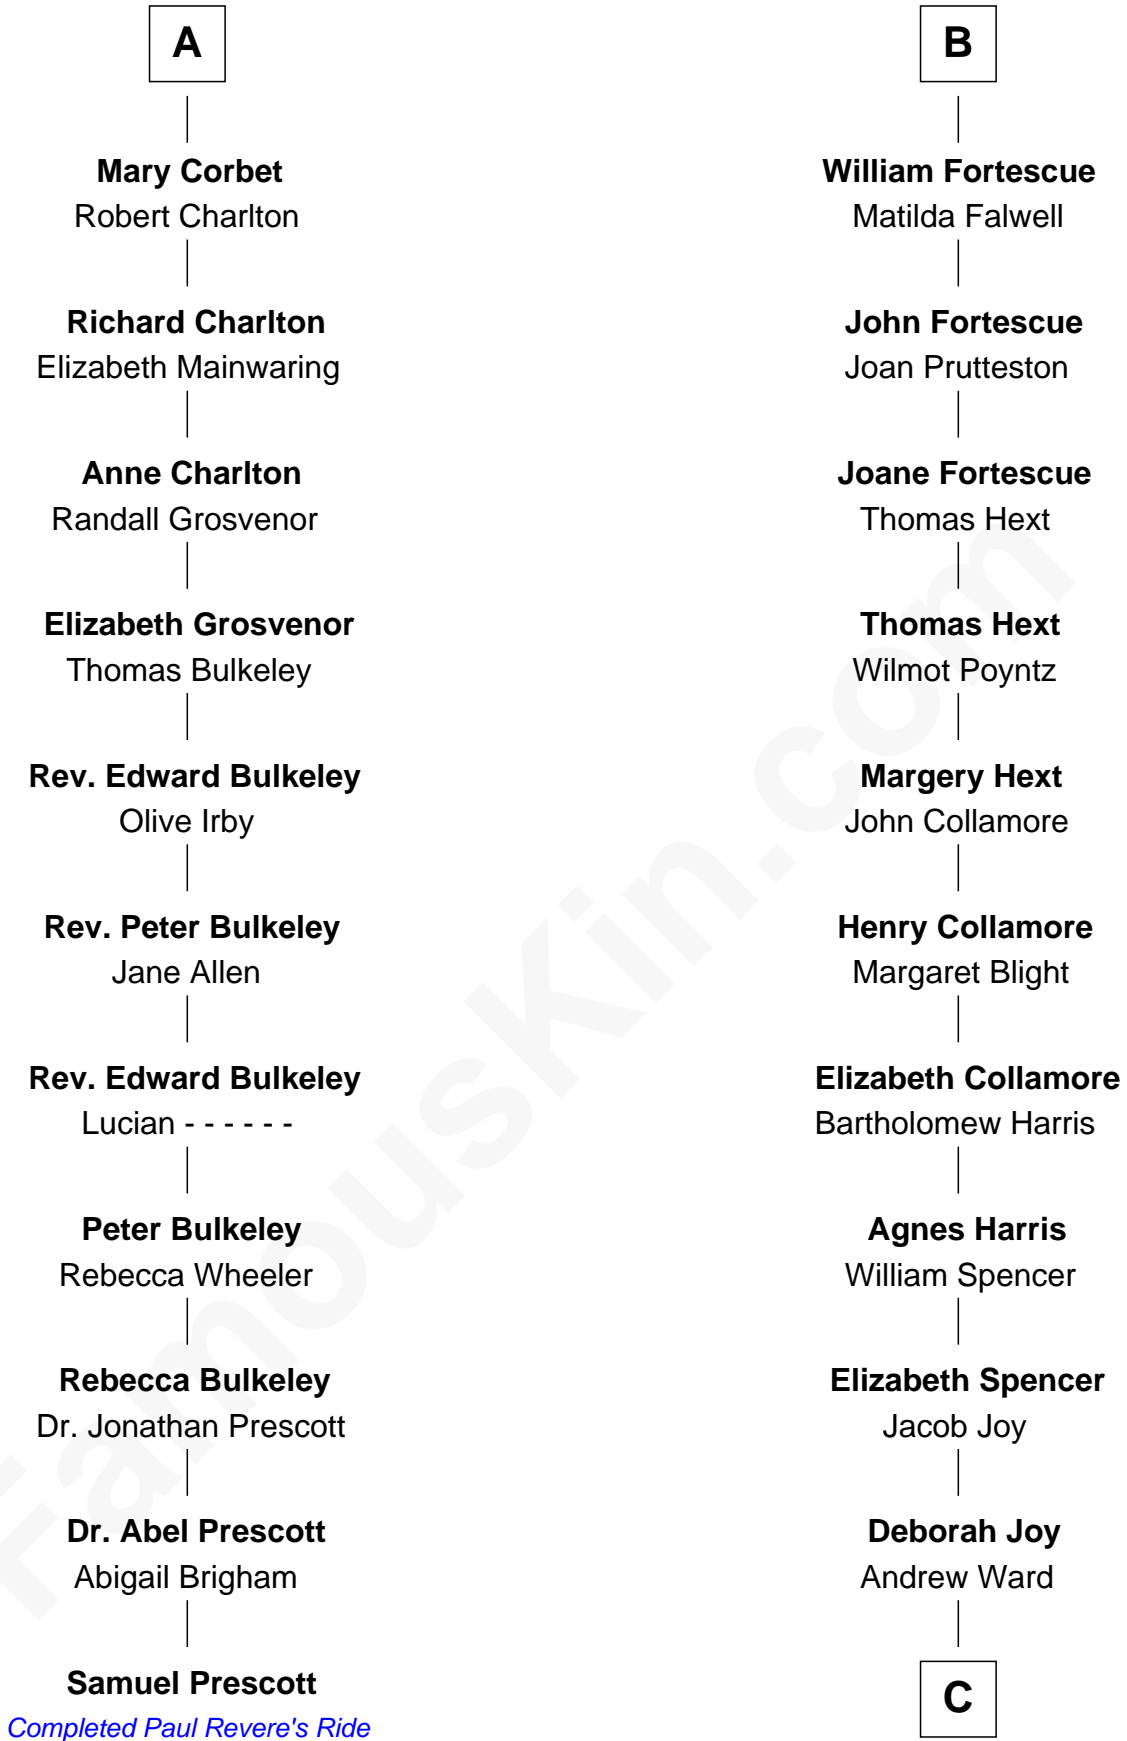 A
Mary Corbet
Robert Charlton
Richard Charlton
Elizabeth Mainwaring
Anne Charlton
Randall Grosvenor
Elizabeth Grosvenor
Thomas Bulkeley
Rev. Edward Bulkeley
Olive Irby
Rev. Peter Bulkeley
Jane Allen
Rev. Edward Bulkeley
Lucian - - - - - -
Peter Bulkeley
Rebecca Wheeler
Rebecca Bulkeley
Dr. Jonathan Prescott
Dr. Abel Prescott
Abigail Brigham
Samuel Prescott
Completed Paul Revere's Ride
B
William Fortescue
Matilda Falwell
John Fortescue
Joan Prutteston
Joane Fortescue
Thomas Hext
Thomas Hext
Wilmot Poyntz
Margery Hext
John Collamore
Henry Collamore
Margaret Blight
Elizabeth Collamore
Bartholomew Harris
Agnes Harris
William Spencer
Elizabeth Spencer
Jacob Joy
Deborah Joy
Andrew Ward
C
FamousKin.com